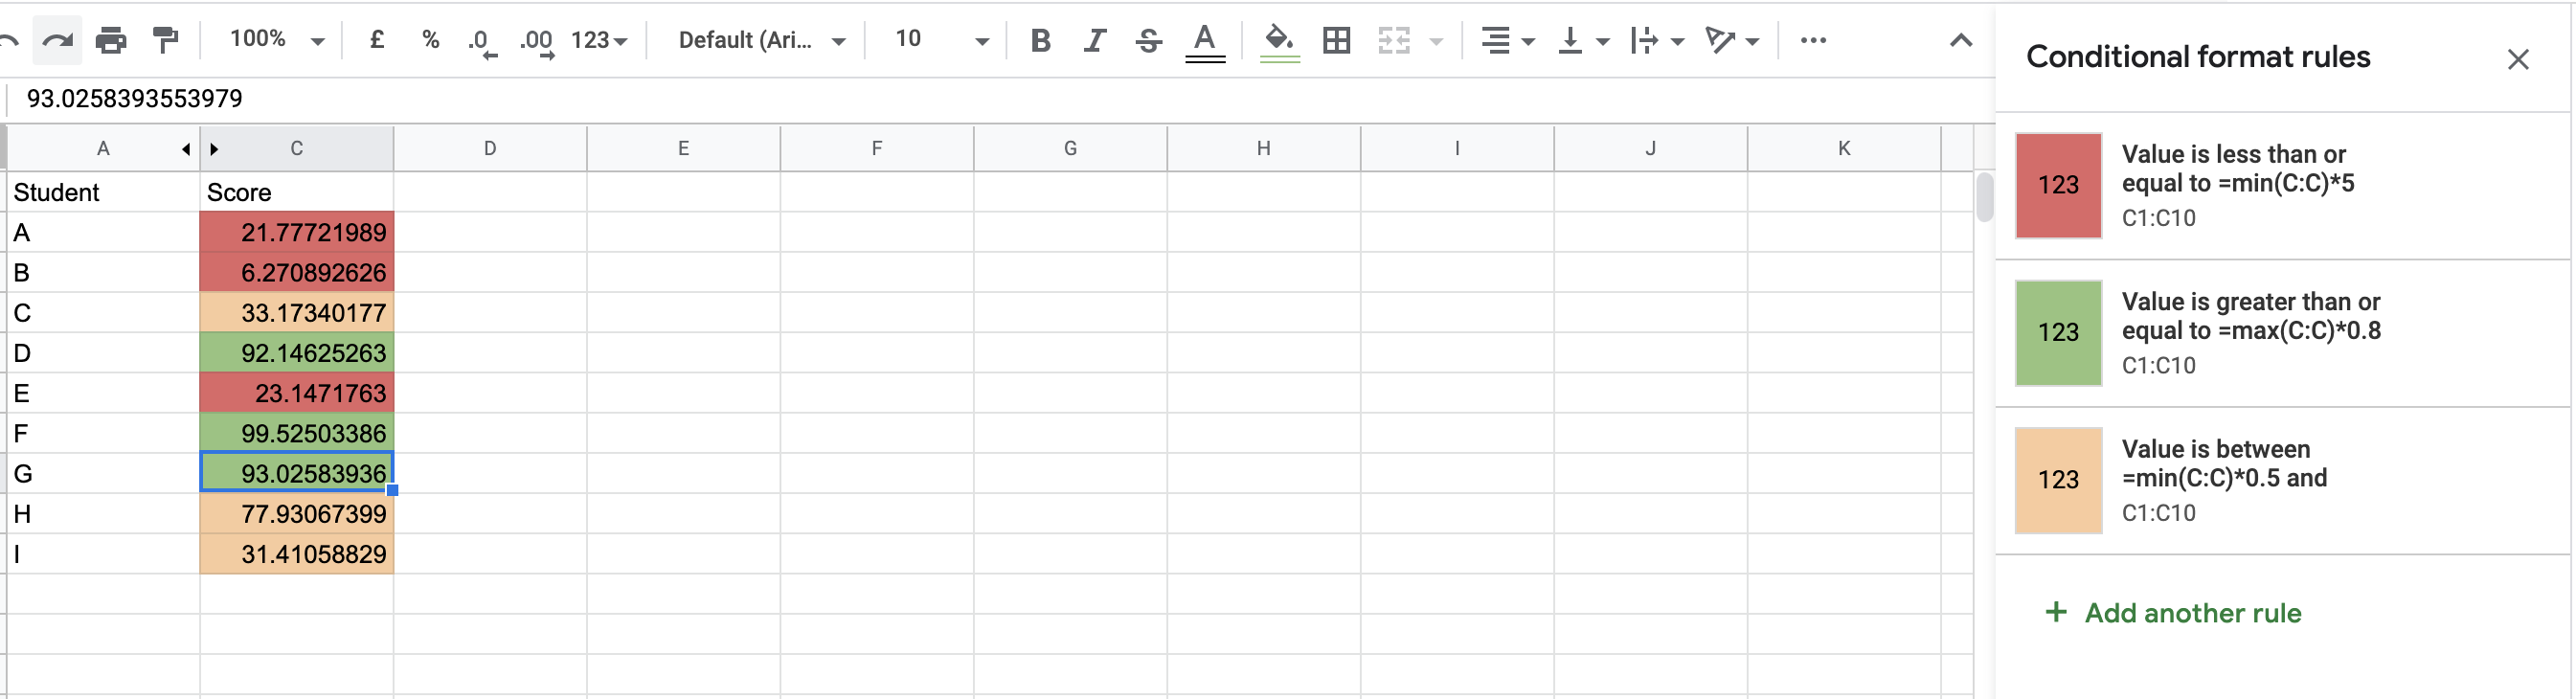 100% £ % .0 .00 123 Default (Ari... 10 B I S A
Conditional format rules
93.0258393553979
A C D E F G H I J K
Student Score
A 21.77721989
B 6.270892626
C 33.17340177
D 92.14625263
E 23.1471763
F 99.52503386
G 93.02583936
H 77.93067399
I 31.41058829
123
Value is less than or
equal to =min(C:C)*5
C1:C10
123
Value is greater than or
equal to =max(C:C)*0.8
C1:C10
123
Value is between
=min(C:C)*0.5 and
C1:C10
+ Add another rule